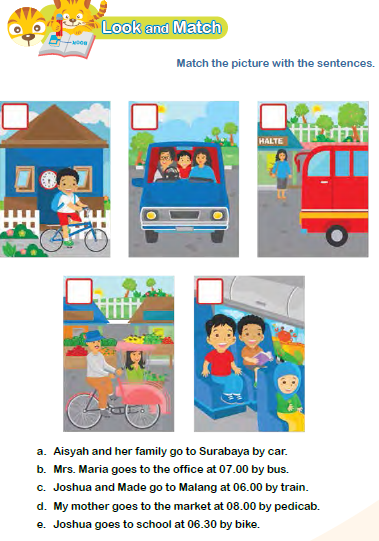 Look and Match
Match the picture with the sentences.
HALTE
a. Aisyah and her family go to Surabaya by car.
b. Mrs. Maria goes to the office at 07.00 by bus.
c. Joshua and Made go to Malang at 06.00 by train.
d. My mother goes to the market at 08.00 by pedicab.
e. Joshua goes to school at 06.30 by bike.